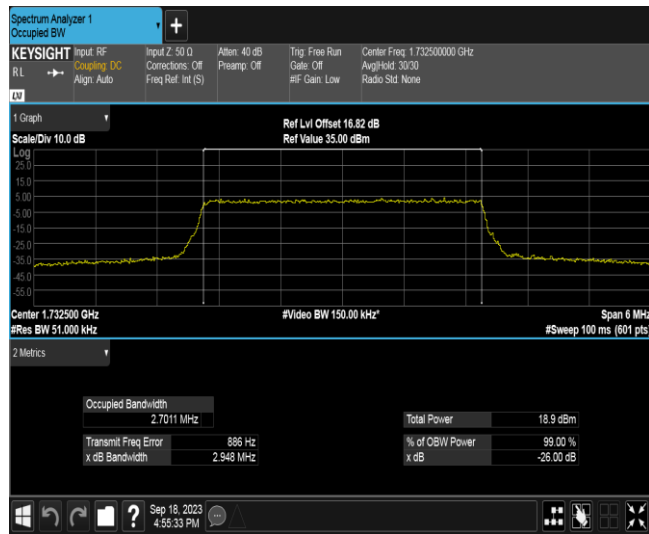 Spectrum Analyzer 1
Occupied BW
+
KEYSIGHT
RL
LXI
Input: RF
Coupling: DC
Align: Auto
Input Z: 50 Ω
Corrections: Off
Freq Ref: Int (S)
Atten: 40 dB
Preamp: Off
Trig: Free Run
Gate: Off
#IF Gain: Low
Center Freq: 1.732500000 GHz
Avg|Hold: 30/30
Radio Std: None
1 Graph
Scale/Div 10.0 dB
Ref Lvl Offset 16.82 dB
Ref Value 35.00 dBm
Log
25.0
15.0
5.00
-5.00
-15.0
-25.0
-35.0
-45.0
-55.0
Center 1.732500 GHz
#Res BW 51.000 kHz
#Video BW 150.00 kHz*
Span 6 MHz
#Sweep 100 ms (601 pts)
2 Metrics
Occupied Bandwidth
2.7011 MHz
Transmit Freq Error 886 Hz
x dB Bandwidth 2.948 MHz
Total Power 18.9 dBm
% of OBW Power 99.00 %
x dB -26.00 dB
?
Sep 18, 2023
4:55:33 PM